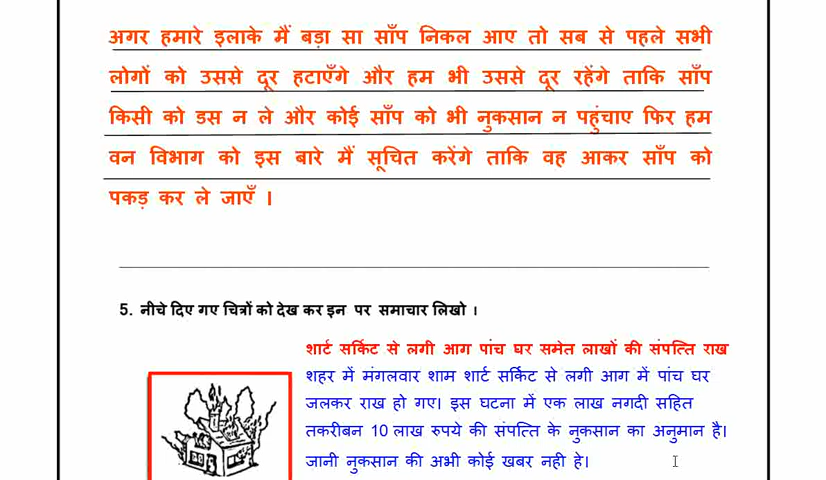 अगर हमारे इलाके मैं बड़ा सा साँप निकल आए तो सब से पहले सभी
लोगों को उससे दूर हटाएँगे और हम भी उससे दूर रहेंगे ताकि साँप
किसी को डस न ले और कोई साँप को भी नुकसान न पहुंचाए फिर हम
वन विभाग को इस बारे मैं सूचित करेंगे ताकि वह आकर साँप को
पकड़ कर ले जाएँ ।
5. नीचे दिए गए चित्रों को देख कर इन पर समाचार लिखो ।
शार्ट सर्किट से लगी आग पांच घर समेत लाखों की संपत्ति राख
शहर में मंगलवार शाम शार्ट सर्किट से लगी आग में पांच घर
जलकर राख हो गए। इस घटना में एक लाख नगदी सहित
तकरीबन 10 लाख रुपये की संपत्ति के नुकसान का अनुमान है।
जानी नुकसान की अभी कोई खबर नही हे।